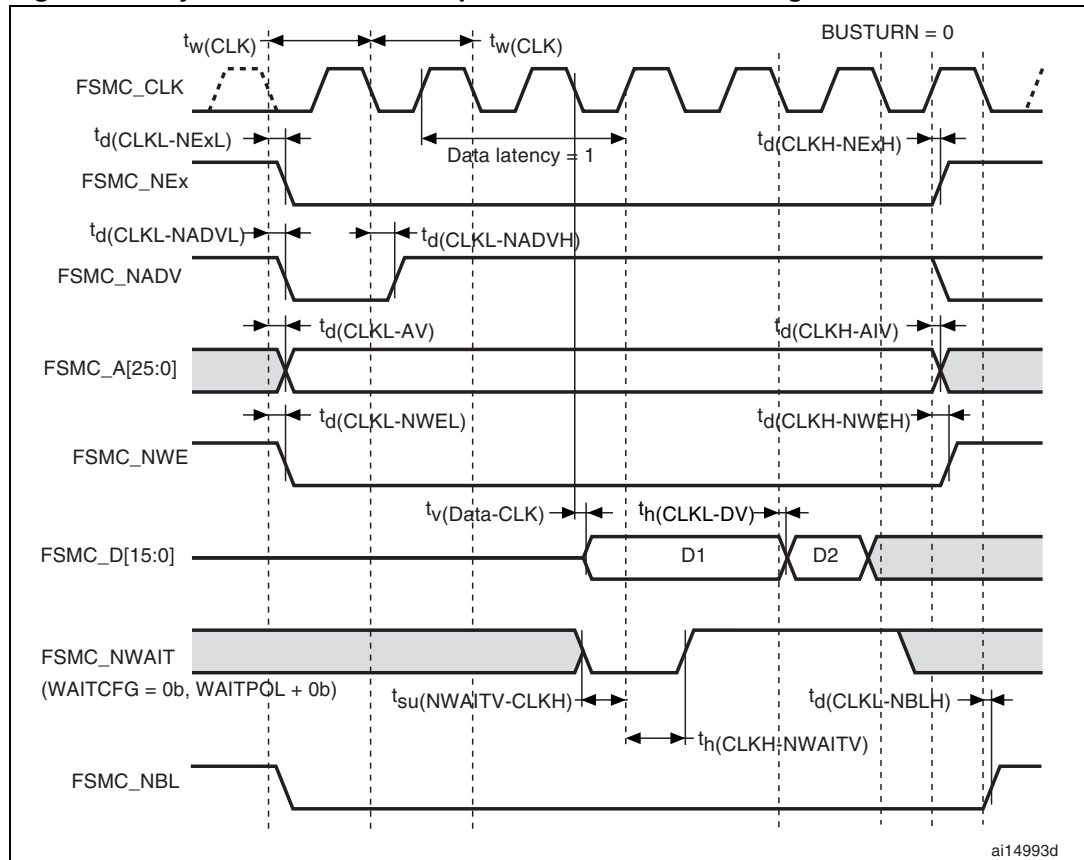 BUSTURN = 0
tw(CLK)
tw(CLK)
FSMC_CLK
td(CLKL-NExL)
Data latency = 1
td(CLKH-NExH)
FSMC_NEx
td(CLKL-NADVL)
td(CLKL-NADVH)
FSMC_NADV
td(CLKL-AV)
td(CLKH-AIV)
FSMC_A[25:0]
td(CLKL-NWEL)
td(CLKH-NWEH)
FSMC_NWE
tv(Data-CLK)
th(CLKL-DV)
FSMC_D[15:0]
D1
D2
FSMC_NWAIT
(WAITCFG = 0b, WAITPOL + 0b)
tsu(NWAITV-CLKH)
td(CLKL-NBLH)
th(CLKH-NWAITV)
FSMC_NBL
ai14993d